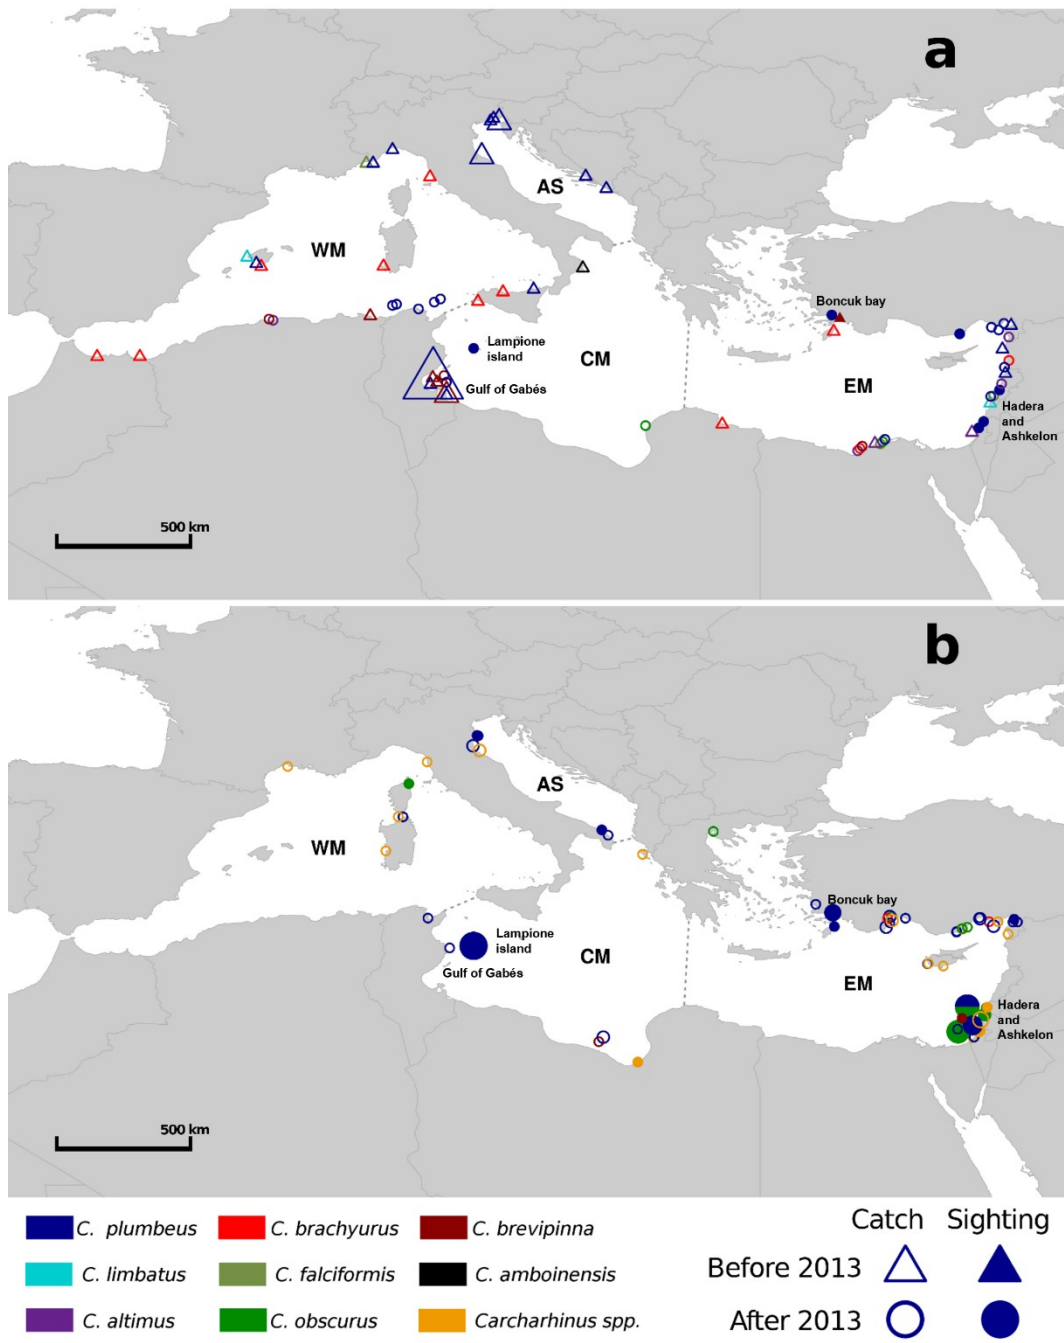 a
AS
WM
Boncuk bay
Lampione
island
CM
Gulf of Gabés
EM
Hadera
and
Ashkelon
500 km
b
AS
WM
Boncuk bay
Lampione
island
CM
Gulf of Gabés
EM
Hadera
and
Ashkelon
500 km
C. plumbeus
C. brachyurus
C. brevipinna
C. limbatus
C. falciformis
C. amboinensis
C. altimus
C. obscurus
Carcharhinus spp.
Catch Sighting
Before 2013
After 2013